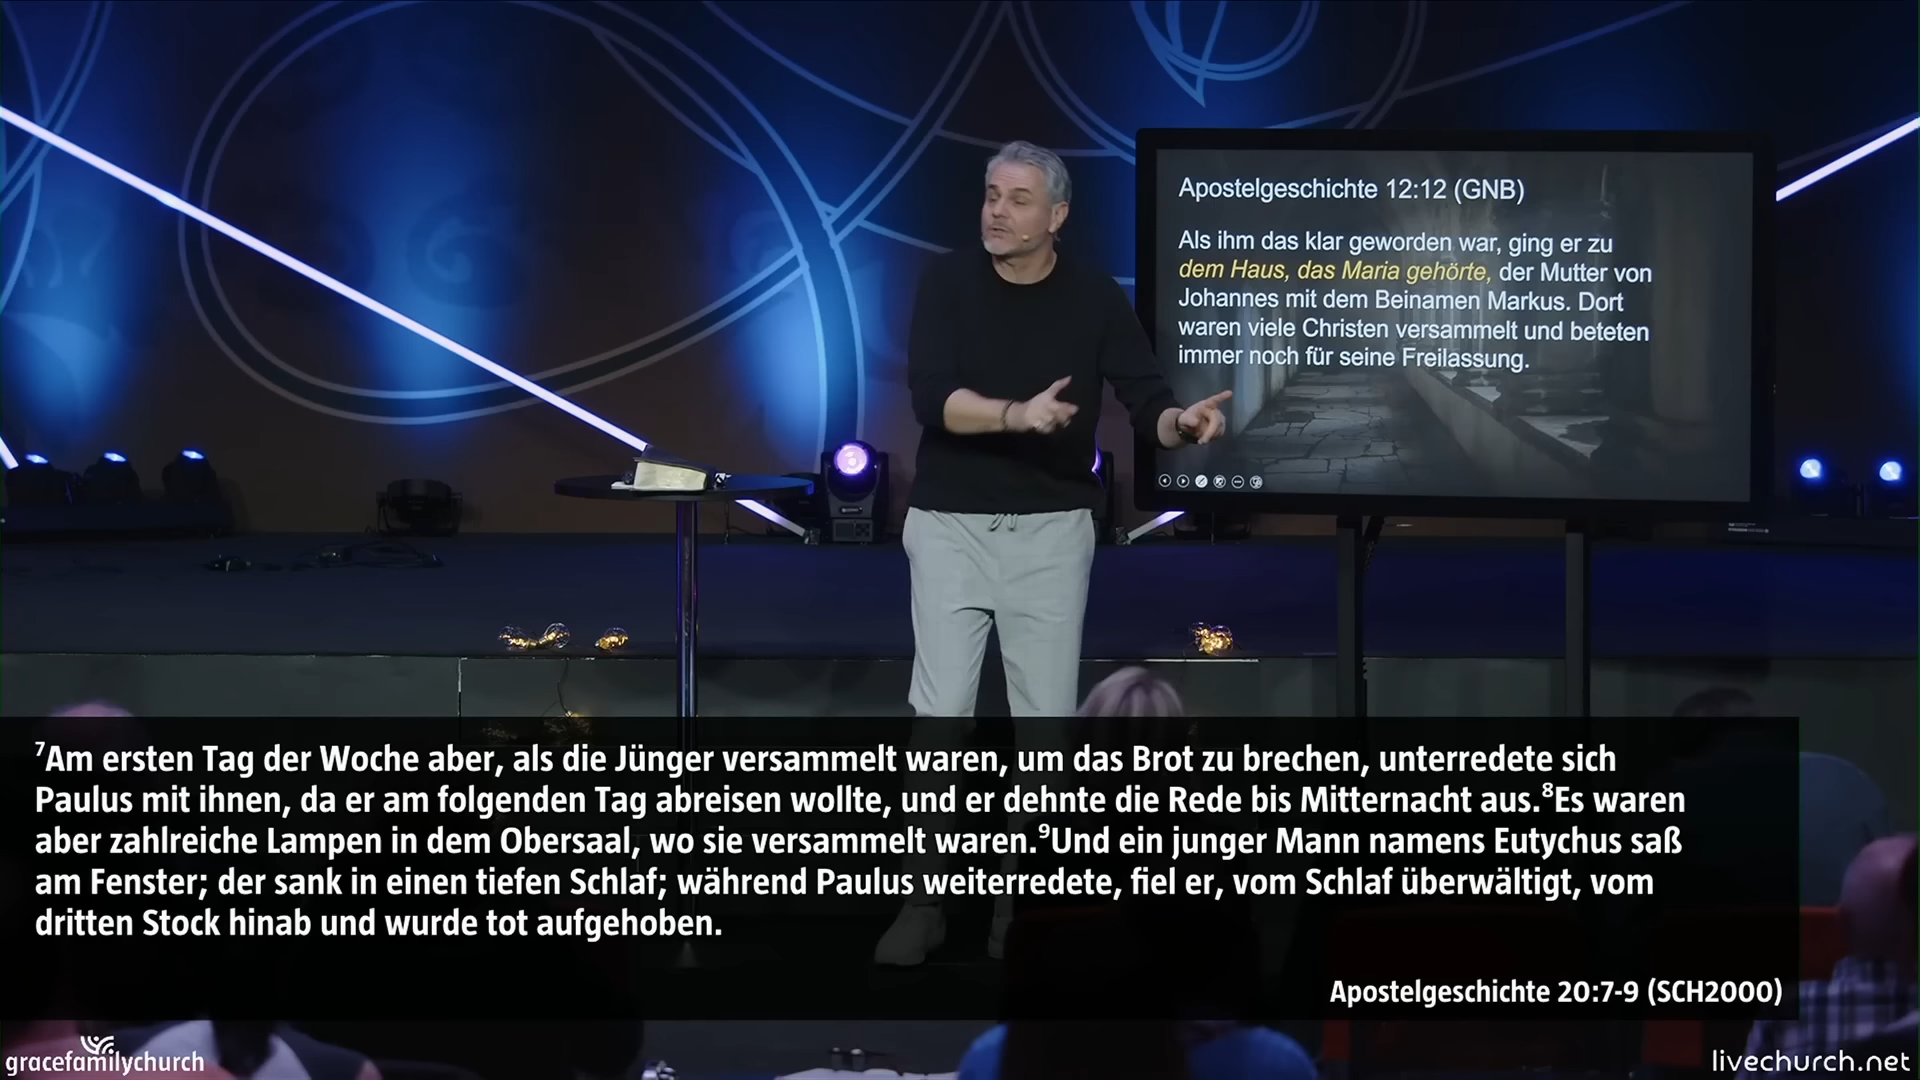 Apostelgeschichte 12:12 (GNB)
Als ihm das klar geworden war, ging er zu
dem Haus, das Maria gehörte, der Mutter von
Johannes mit dem Beinamen Markus. Dort
waren viele Christen versammelt und beteten
immer noch für seine Freilassung.
⁷Am ersten Tag der Woche aber, als die Jünger versammelt waren, um das Brot zu brechen, unterredete sich
Paulus mit ihnen, da er am folgenden Tag abreisen wollte, und er dehnte die Rede bis Mitternacht aus.⁸Es waren
aber zahlreiche Lampen in dem Obersaal, wo sie versammelt waren.⁹Und ein junger Mann namens Eutychus saß
am Fenster; der sank in einen tiefen Schlaf; während Paulus weiterredete, fiel er, vom Schlaf überwältigt, vom
dritten Stock hinab und wurde tot aufgehoben.
Apostelgeschichte 20:7-9 (SCH2000)
gracefamilychurch
livechurch.net